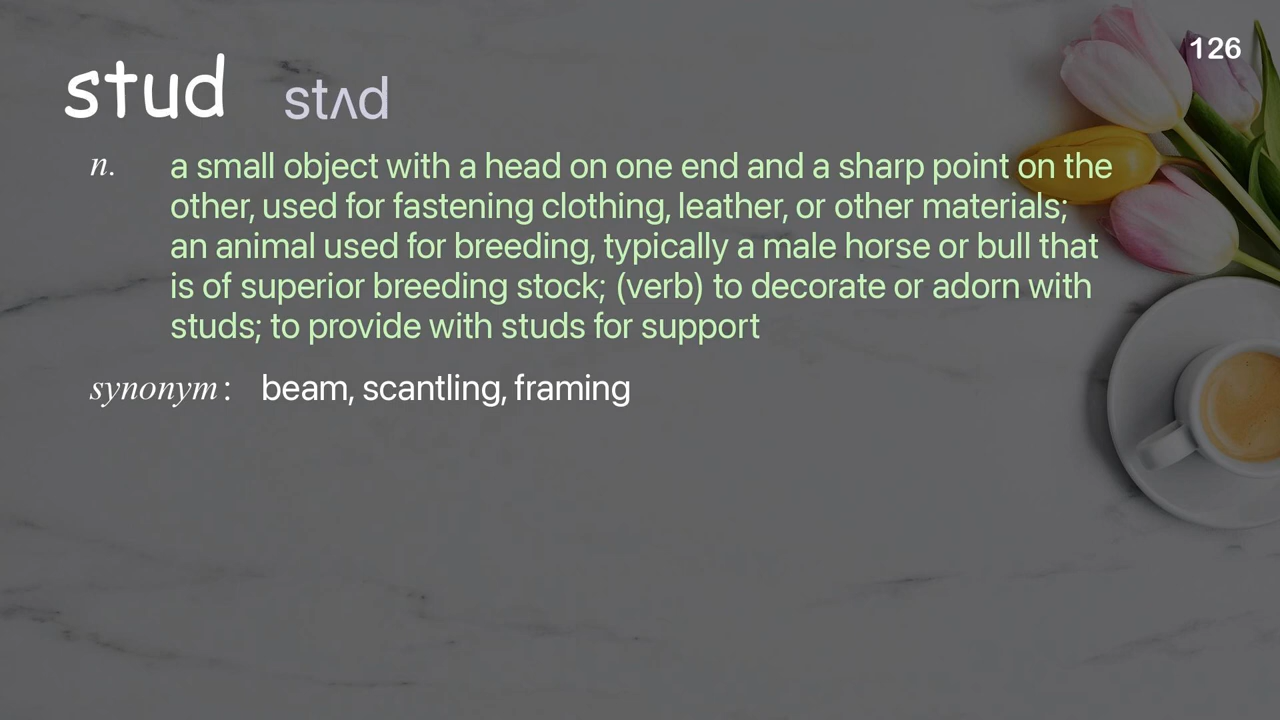 126
stud stʌd
n. a small object with a head on one end and a sharp point on the
other, used for fastening clothing, leather, or other materials;
an animal used for breeding, typically a male horse or bull that
is of superior breeding stock; (verb) to decorate or adorn with
studs; to provide with studs for support
synonym: beam, scantling, framing